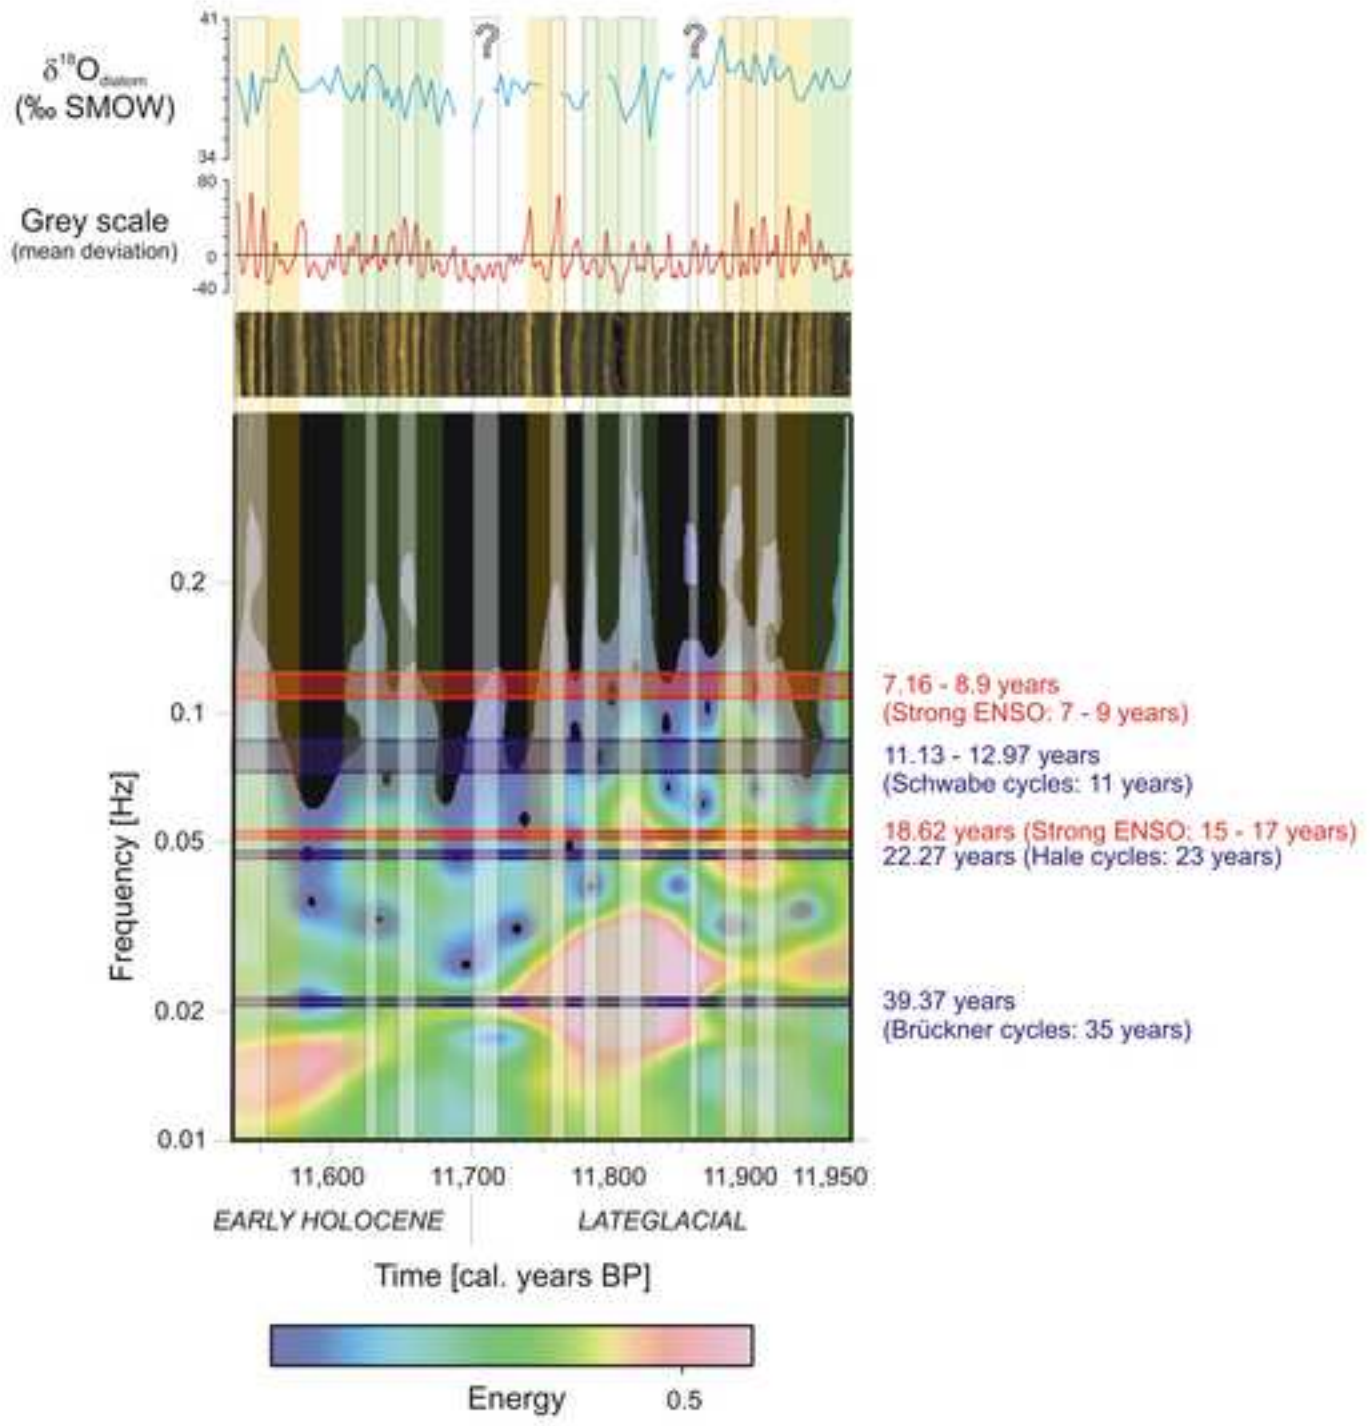 41
? ?
δ18Odiatom
(‰ SMOW)
34
80
Grey scale
(mean deviation)
0
-40
0.2
0.1
0.05
0.02
0.01
Frequency [Hz]
7.16 - 8.9 years
(Strong ENSO: 7 - 9 years)
11.13 - 12.97 years
(Schwabe cycles: 11 years)
18.62 years (Strong ENSO: 15 - 17 years)
22.27 years (Hale cycles: 23 years)
39.37 years
(Brückner cycles: 35 years)
11,600 11,700 11,800 11,900 11,950
EARLY HOLOCENE LATEGLACIAL
Time [cal. years BP]
Energy 0.5